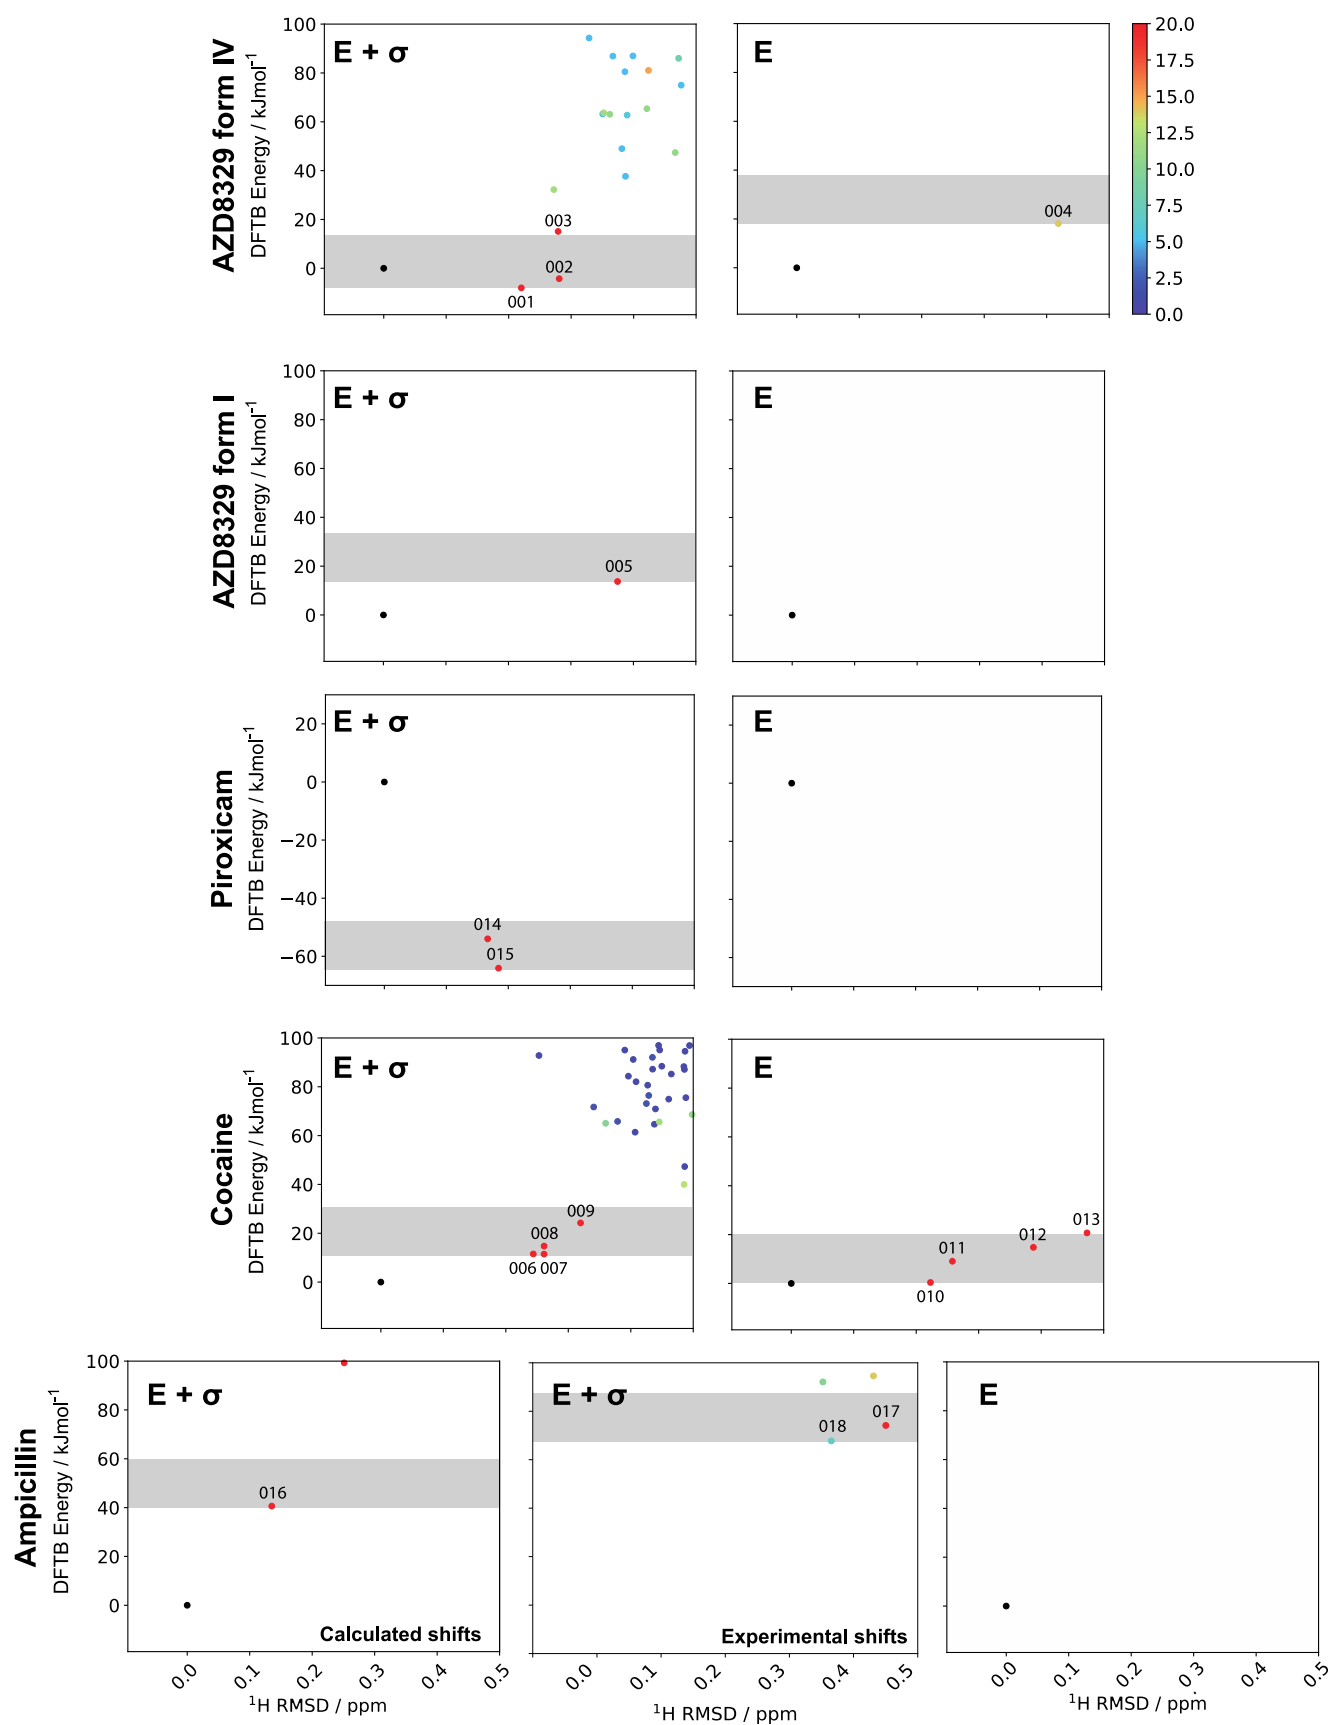 AZD8329 form IV
DFTB Energy / kJmol⁻¹
100
80
60
40
20
0
E + σ
003
002
001
E
004
20.0
17.5
15.0
12.5
10.0
7.5
5.0
2.5
0.0
AZD8329 form I
DFTB Energy / kJmol⁻¹
100
80
60
40
20
0
E + σ
005
E
Piroxicam
DFTB Energy / kJmol⁻¹
20
0
−20
−40
−60
E + σ
014
015
E
Cocaine
DFTB Energy / kJmol⁻¹
100
80
60
40
20
0
E + σ
009
008
006 007
E
013
012
011
010
Ampicillin
DFTB Energy / kJmol⁻¹
100
80
60
40
20
0
E + σ
016
Calculated shifts
0.0 0.1 0.2 0.3 0.4 0.5
¹H RMSD / ppm
E + σ
017
018
Experimental shifts
0.0 0.1 0.2 0.3 0.4 0.5
¹H RMSD / ppm
E
0.0 0.1 0.2 0.3 0.4 0.5
¹H RMSD / ppm